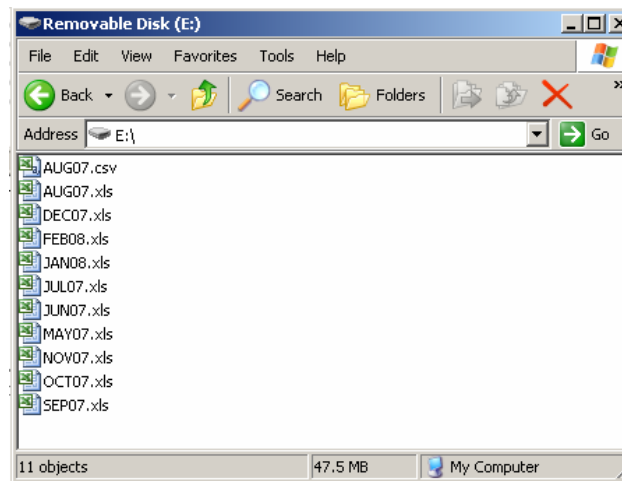 Removable Disk (E:)
File Edit View Favorites Tools Help
Back Search Folders »
Address E:\ Go
AUG07.csv
AUG07.xls
DEC07.xls
FEB08.xls
JAN08.xls
JUL07.xls
JUN07.xls
MAY07.xls
NOV07.xls
OCT07.xls
SEP07.xls
11 objects 47.5 MB My Computer